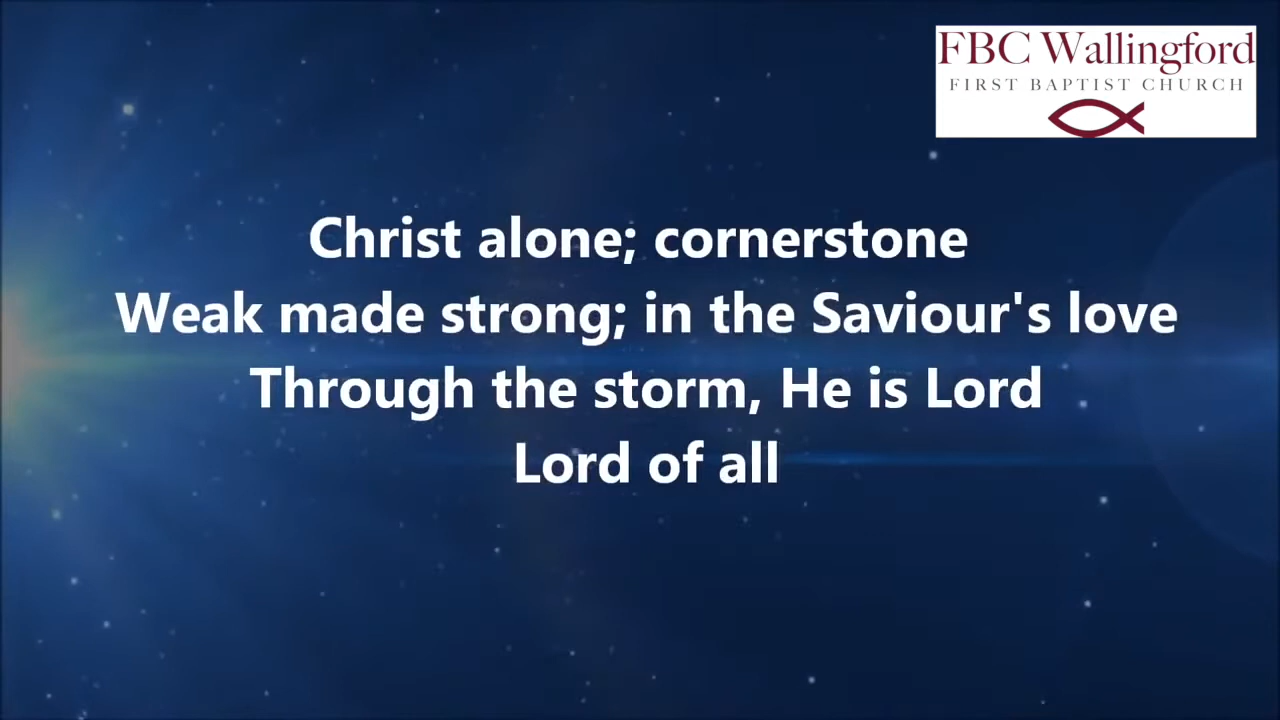 FBC Wallingford
FIRST BAPTIST CHURCH
Christ alone; cornerstone
Weak made strong; in the Saviour's love
Through the storm, He is Lord
Lord of all